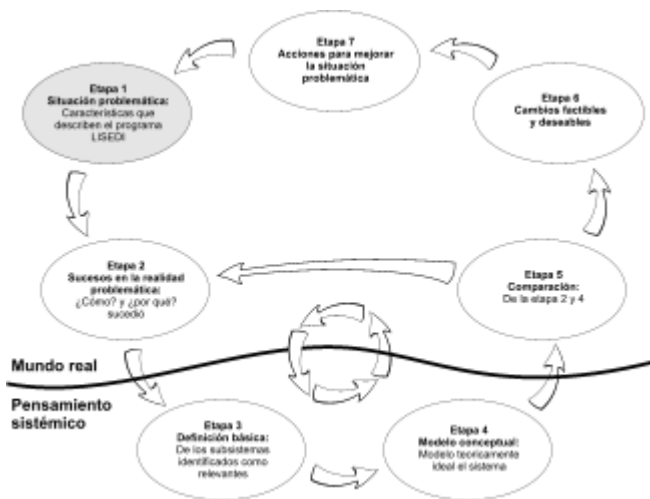 Etapa 7
Acciones para mejorar
la situación
problemática
Etapa 1
Situación problemática:
Características que
describen el programa
LISEDI
Etapa 6
Cambios factibles
y deseables
Etapa 2
Sucesos en la realidad
problemática:
¿Cómo? y ¿por qué?
sucedió
Etapa 5
Comparación:
De la etapa 2 y 4
Mundo real
Pensamiento
sistémico
Etapa 3
Definición básica:
De los subsistemas
identificados como
relevantes
Etapa 4
Modelo conceptual:
Modelo teoricamente
ideal el sistema